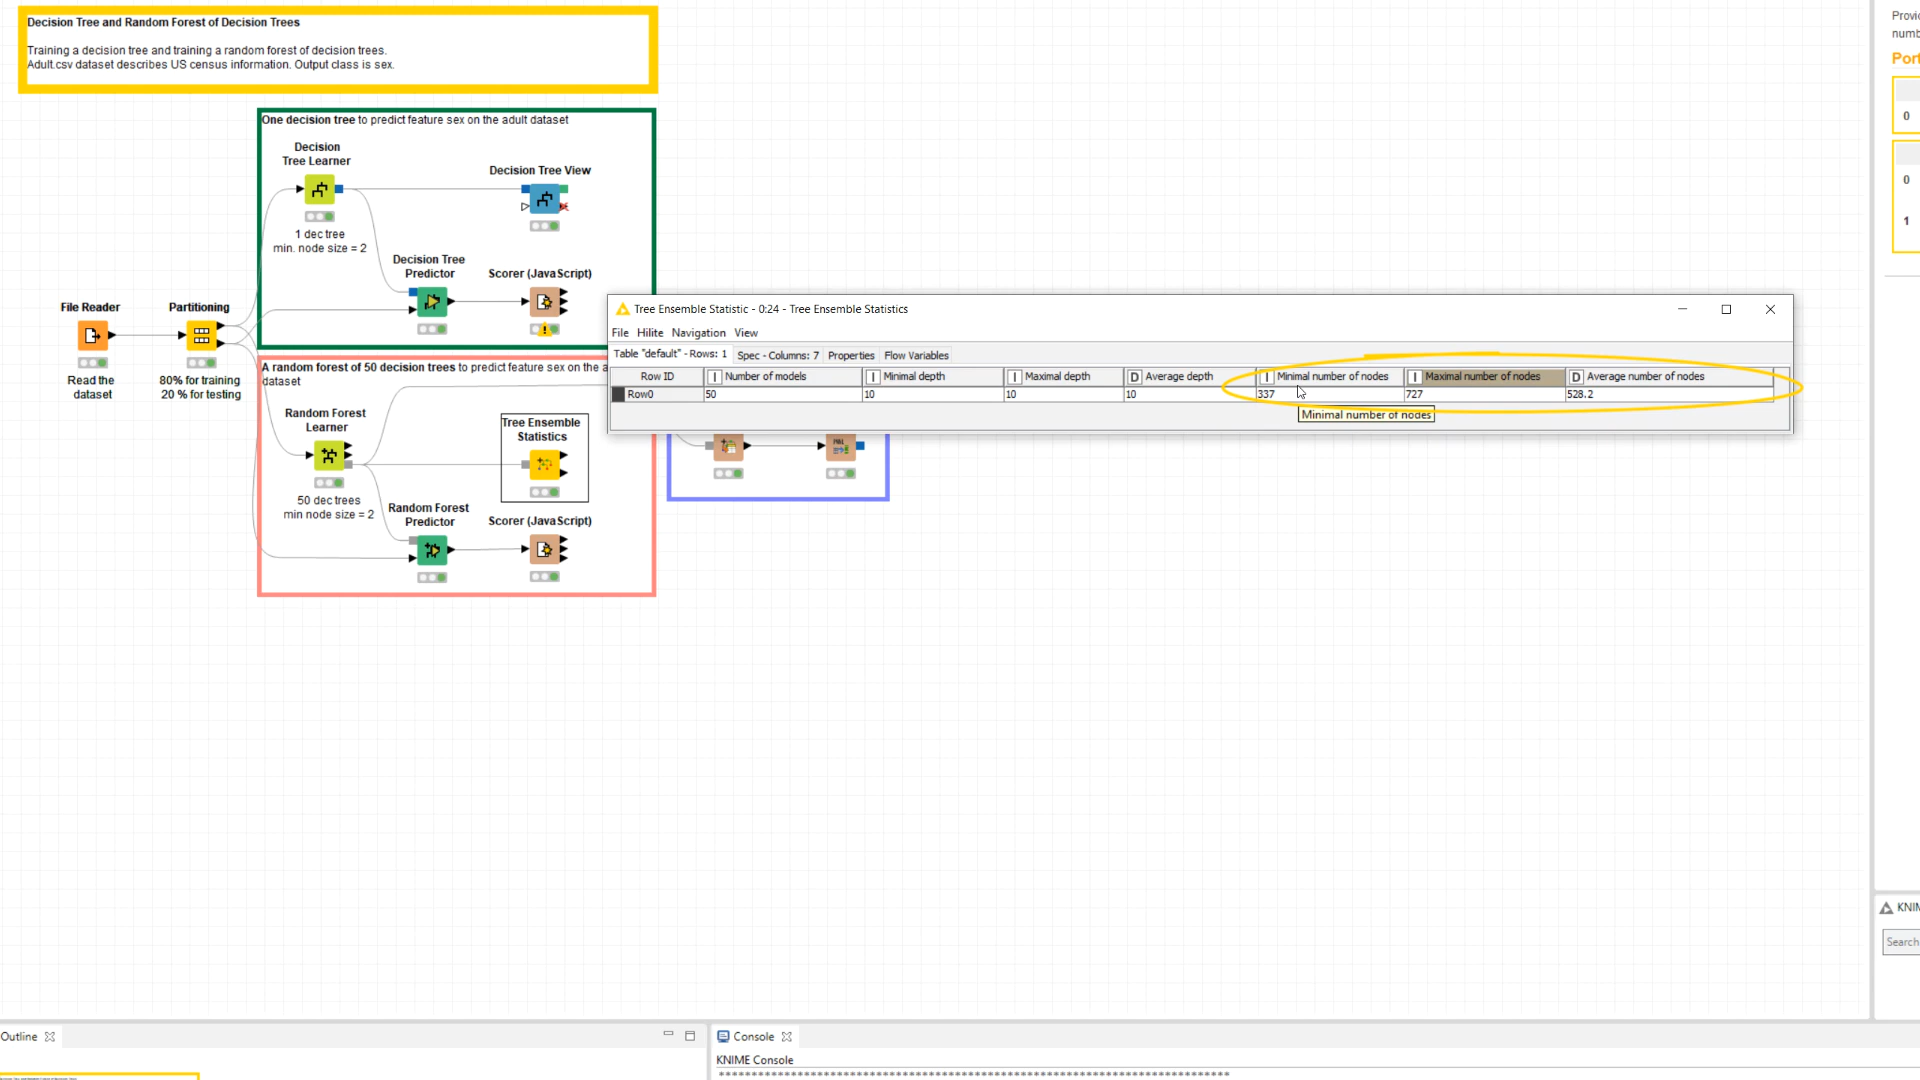 Decision Tree and Random Forest of Decision Trees
Training a decision tree and training a random forest of decision trees.
Adult.csv dataset describes US census information. Output class is sex.
One decision tree to predict feature sex on the adult dataset
Decision
Tree Learner
1 dec tree
min. node size = 2
Decision Tree View
Decision Tree
Predictor
Scorer (JavaScript)
File Reader
Read the
dataset
Partitioning
80% for training
20 % for testing
A random forest of 50 decision trees to predict feature sex on the a
dataset
Random Forest
Learner
50 dec trees
min node size = 2
Tree Ensemble
Statistics
Random Forest
Predictor
Scorer (JavaScript)
Tree Ensemble Statistic - 0:24 - Tree Ensemble Statistics
File Hilite Navigation View
Table "default" - Rows: 1 Spec - Columns: 7 Properties Flow Variables
Row ID I Number of models I Minimal depth I Maximal depth D Average depth I Minimal number of nodes I Maximal number of nodes D Average number of nodes
Row0 50 10 10 10 337 727 528.2
Minimal number of nodes
Provi
numb
Port
0
0
1
KNIM
Search
Outline
Console
KNIME Console